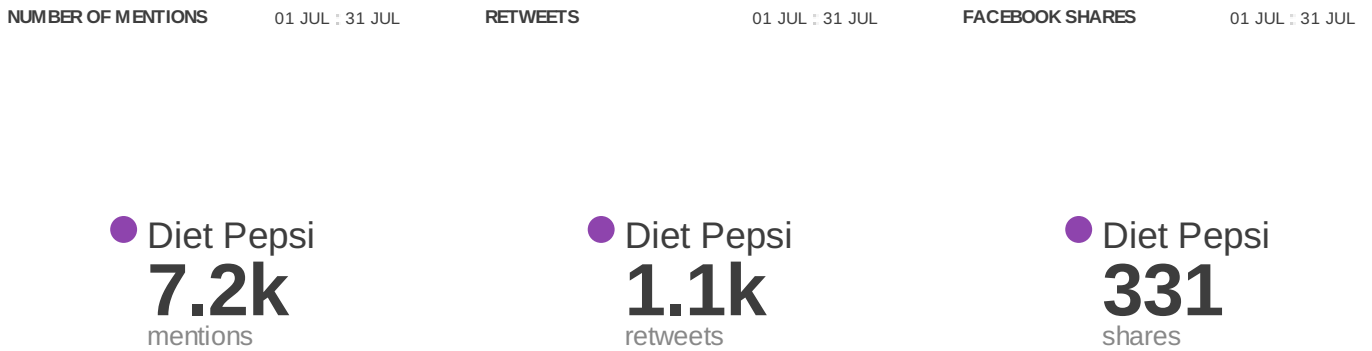 NUMBER OF MENTIONS 01 JUL : 31 JUL
RETWEETS 01 JUL : 31 JUL
FACEBOOK SHARES 01 JUL : 31 JUL
Diet Pepsi
7.2k
mentions
Diet Pepsi
1.1k
retweets
Diet Pepsi
331
shares